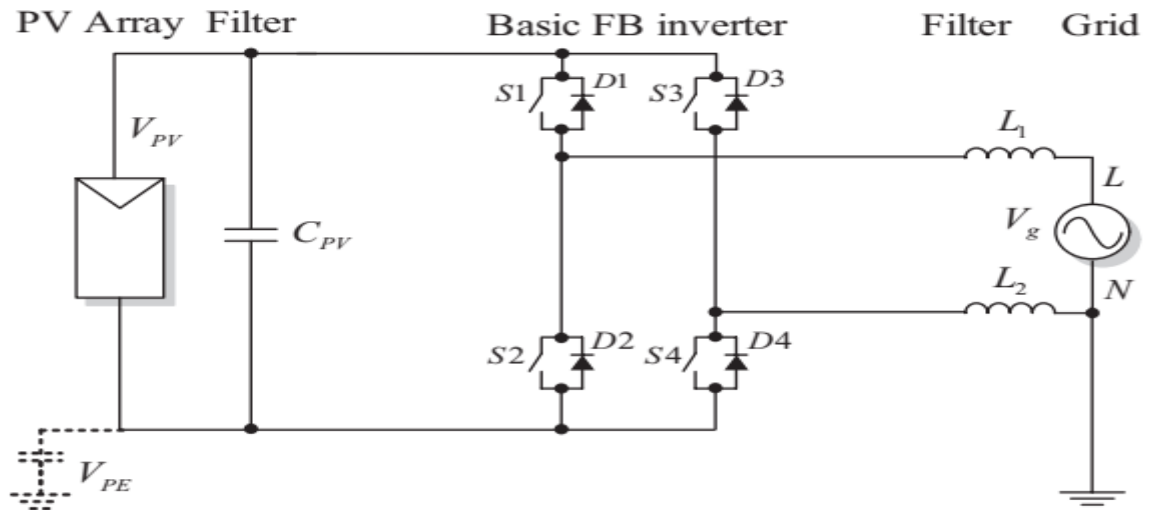 PV Array Filter Basic FB inverter Filter Grid
S1 D1 S3 D3
V_PV
L_1
L
C_PV
V_g
L_2
N
S2 D2 S4 D4
V_PE